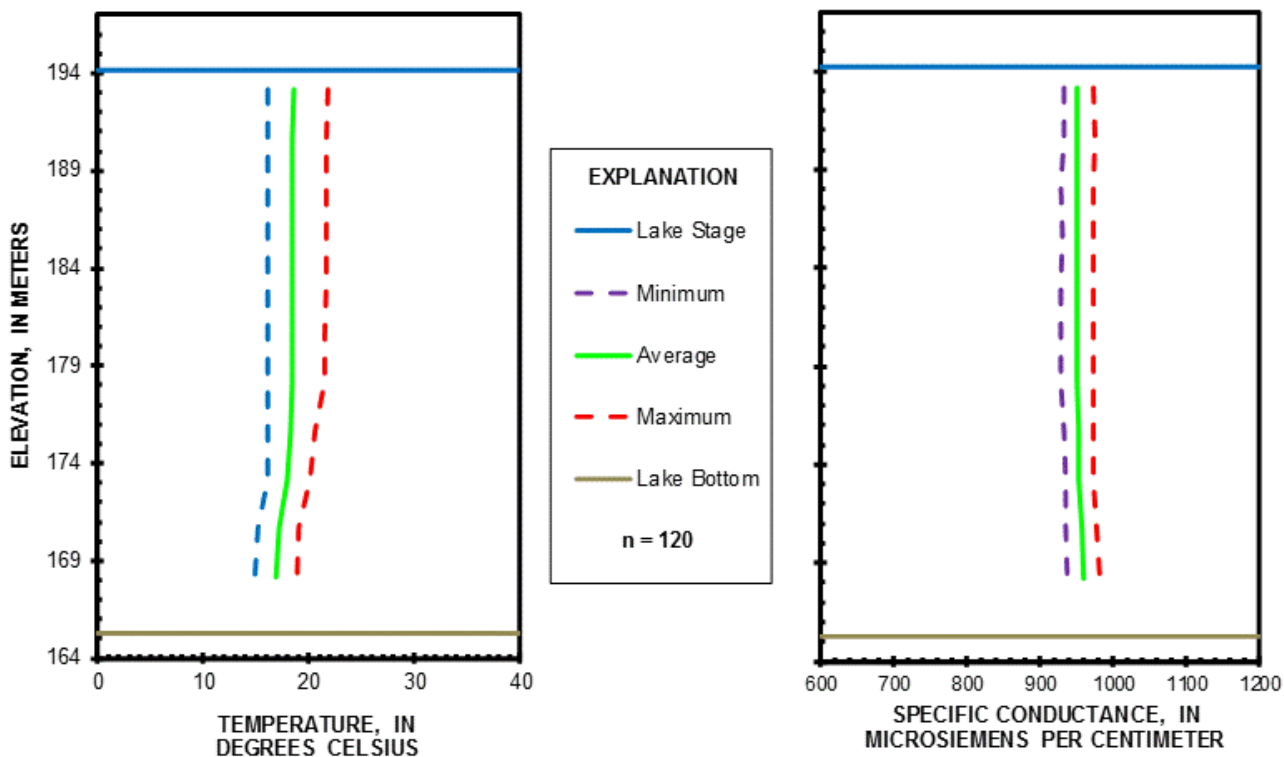 194
189
184
179
174
169
164
ELEVATION, IN METERS
0
10
20
30
40
TEMPERATURE, IN
DEGREES CELSIUS
EXPLANATION
Lake Stage
Minimum
Average
Maximum
Lake Bottom
n = 120
600
700
800
900
1000
1100
1200
SPECIFIC CONDUCTANCE, IN
MICROSIEMENS PER CENTIMETER